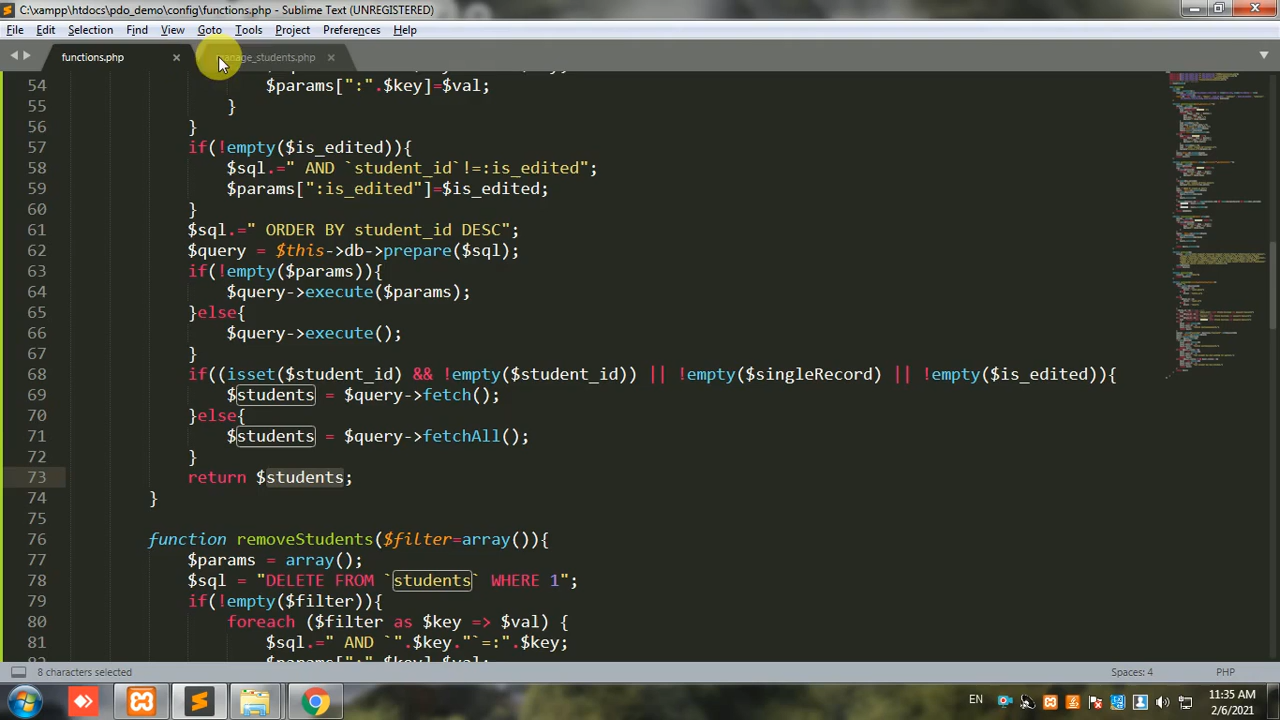 C:\xampp\htdocs\pdo_demo\config\functions.php - Sublime Text (UNREGISTERED)
File Edit Selection Find View Goto Tools Project Preferences Help
functions.php
manage_students.php
54
55 $params[":".$key]=$val;
}
56 }
57 if(!empty($is_edited)){
58 $sql.=" AND `student_id`!=:is_edited";
59 $params[":is_edited"]=$is_edited;
60 }
61 $sql.=" ORDER BY student_id DESC";
62 $query = $this->db->prepare($sql);
63 if(!empty($params)){
64 $query->execute($params);
65 }else{
66 $query->execute();
67 }
68 if((isset($student_id) && !empty($student_id)) || !empty($singleRecord) || !empty($is_edited)){
69 $students = $query->fetch();
70 }else{
71 $students = $query->fetchAll();
72 }
73 return $students;
74 }
75
76 function removeStudents($filter=array()){
77 $params = array();
78 $sql = "DELETE FROM `students` WHERE 1";
79 if(!empty($filter)){
80 foreach ($filter as $key => $val) {
81 $sql.=" AND `".$key."`=:".$key;
82 $params[":".$key]=$val;
8 characters selected
Spaces: 4
PHP
EN
11:35 AM
2/6/2021